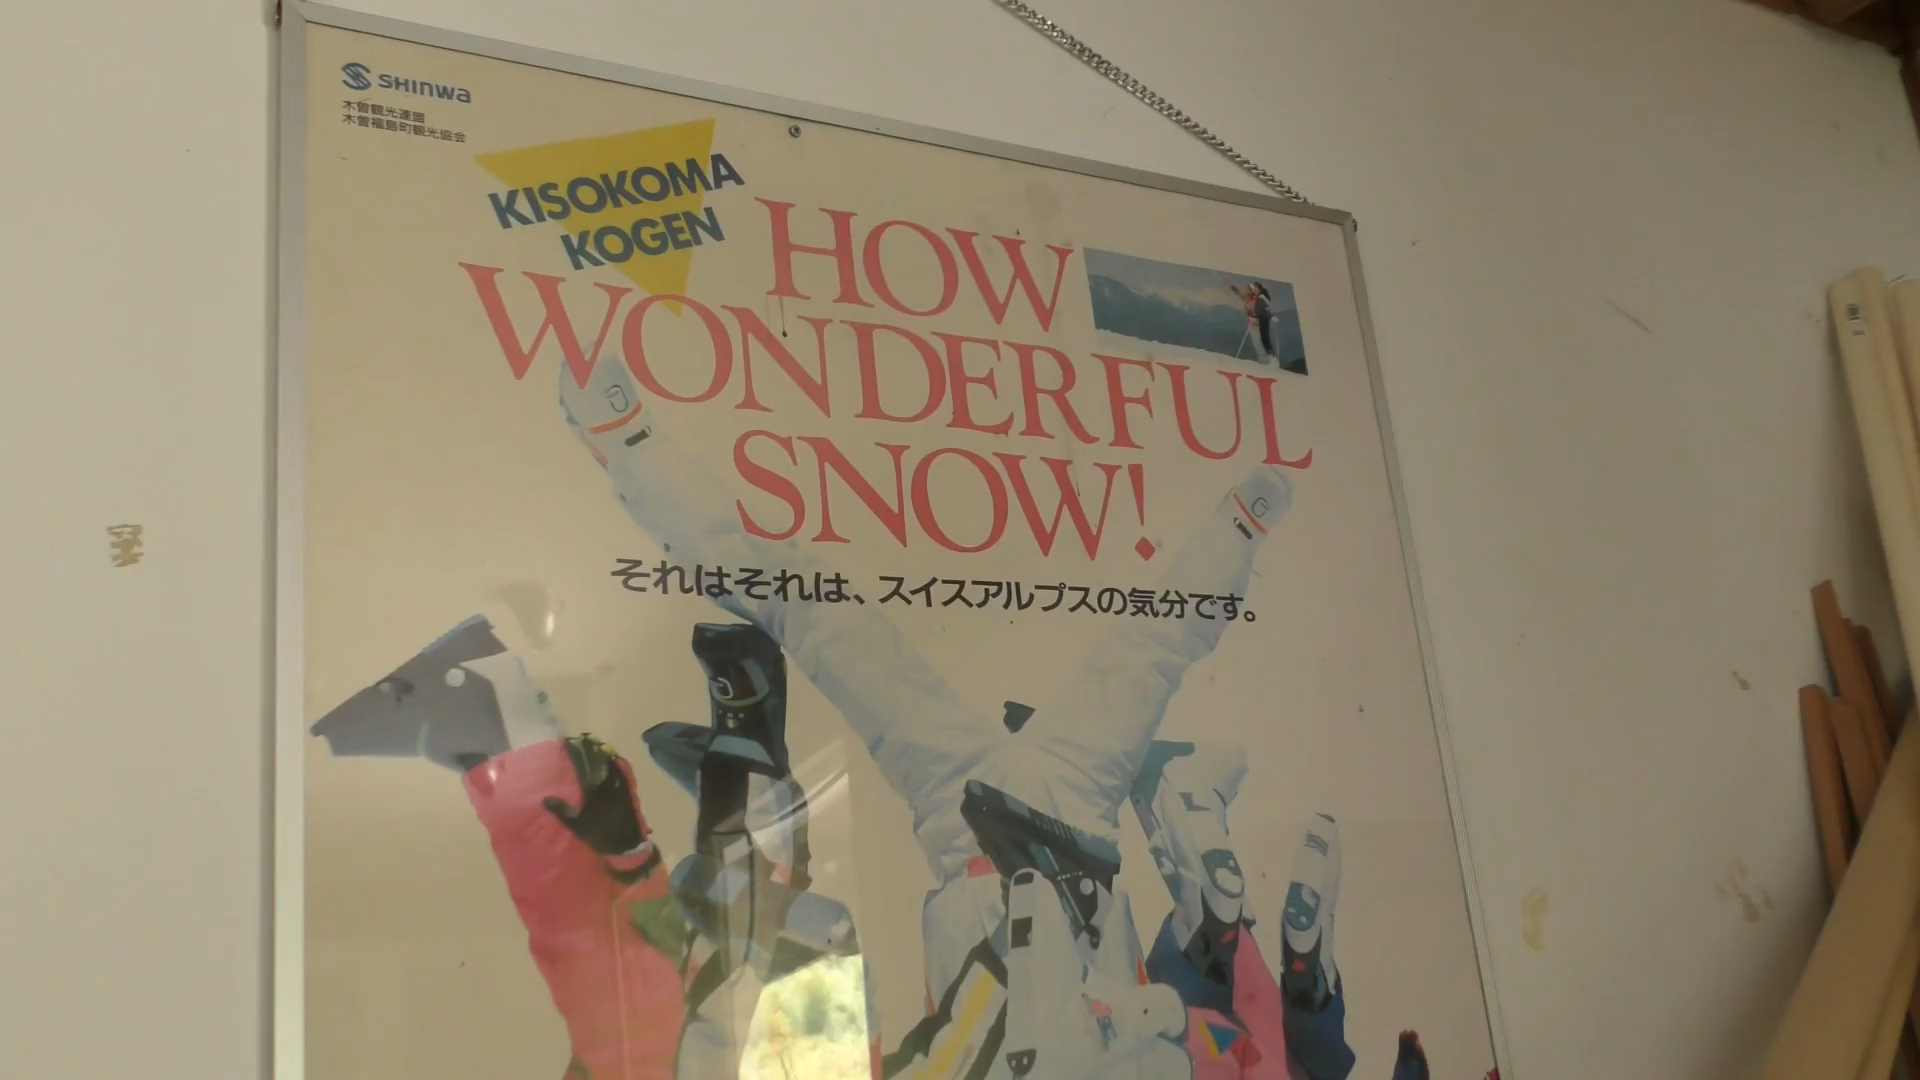 SHINWA
木曽観光連盟
木曽福島町観光協会
KISOKOMA
KOGEN
HOW
WONDERFUL
SNOW!
それはそれは、スイスアルプスの気分です。